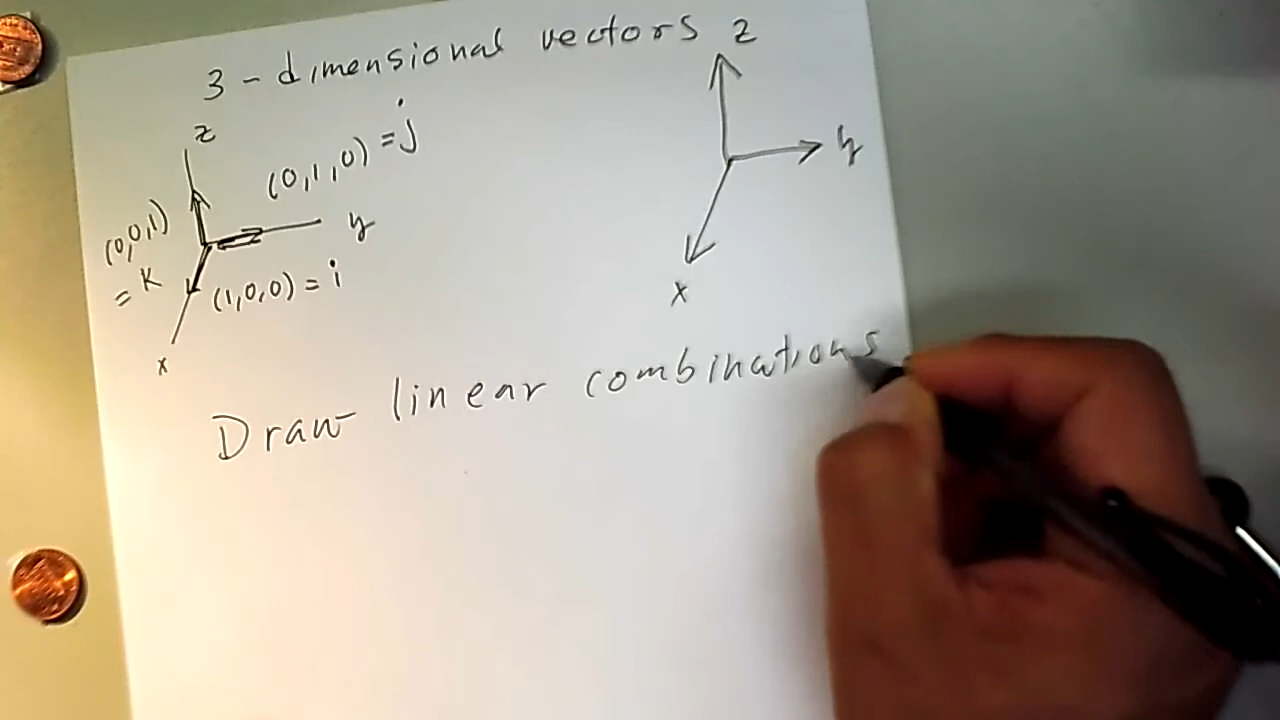 3-dimensional vectors
z
(0,1,0) = j
y
(0,0,1)
= k
(1,0,0) = i
x
z
y
x
Draw linear combinations